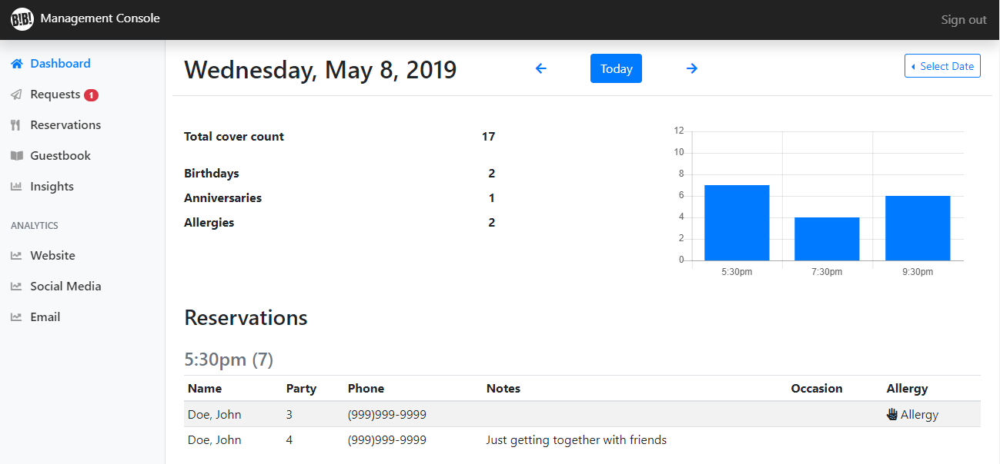 B!B! Management Console
Sign out
Dashboard
Requests 1
Reservations
Guestbook
Insights
ANALYTICS
Website
Social Media
Email
Wednesday, May 8, 2019
Today
Select Date
Total cover count 17
Birthdays 2
Anniversaries 1
Allergies 2
12
10
8
6
4
2
0
5:30pm 7:30pm 9:30pm
Reservations
5:30pm (7)
Name Party Phone Notes Occasion Allergy
Doe, John 3 (999)999-9999 Allergy
Doe, John 4 (999)999-9999 Just getting together with friends